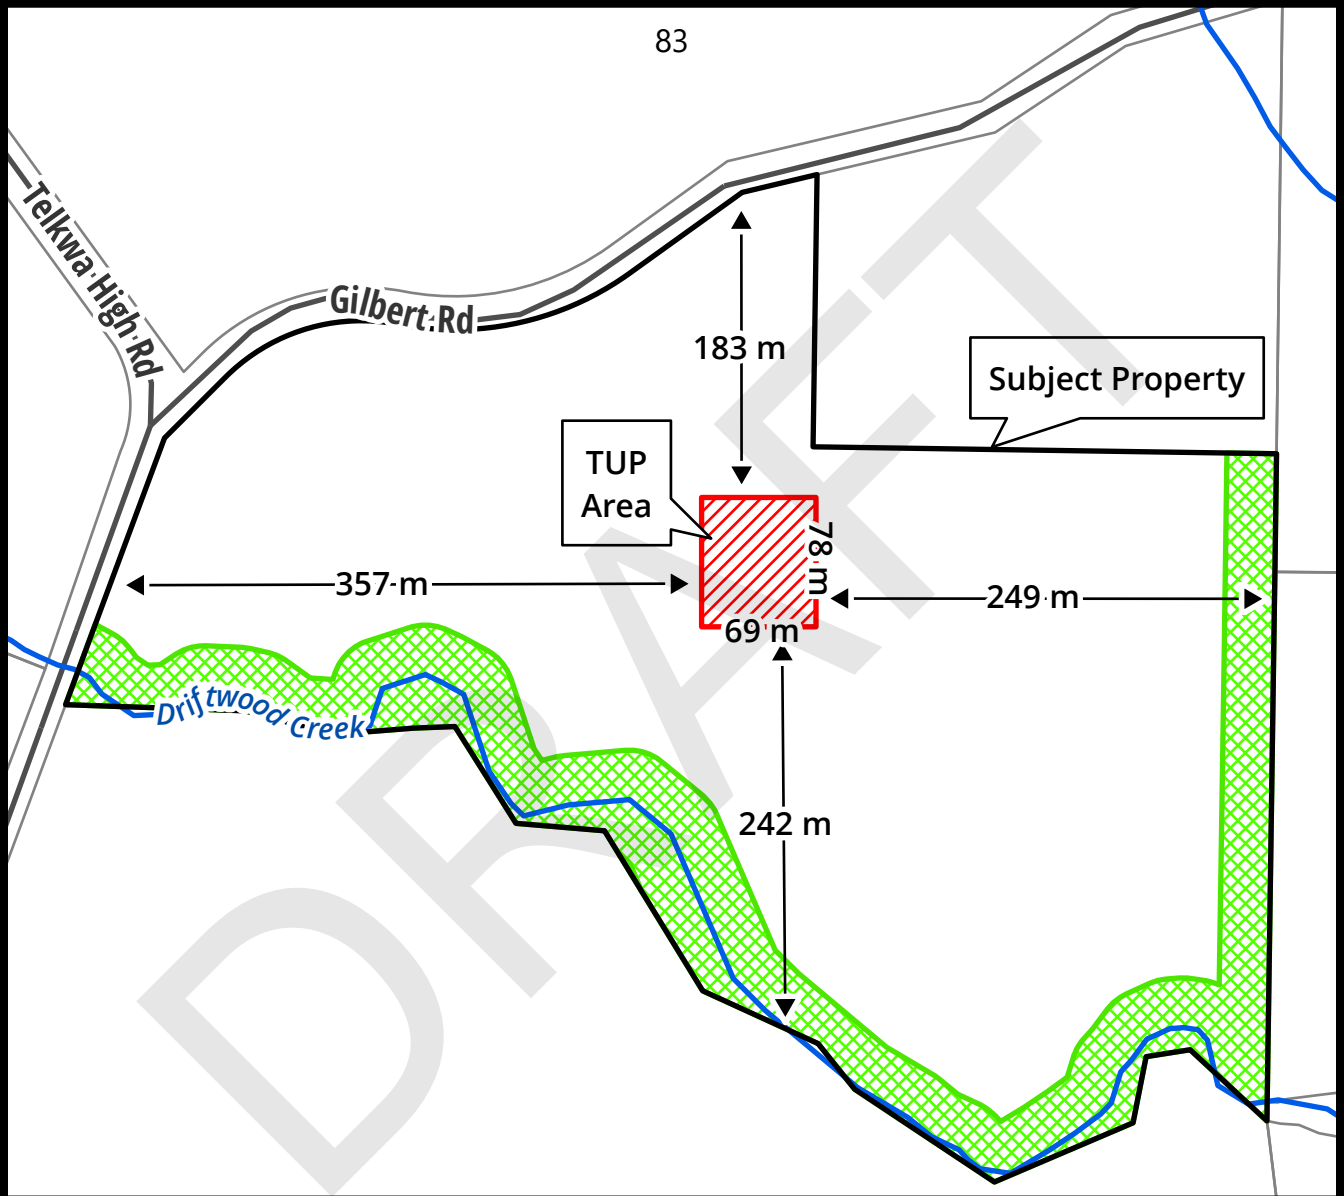 83
Telkwa High Rd
Gilbert Rd
183 m
Subject Property
TUP
Area
78 m
357 m
249 m
69 m
Driftwood Creek
242 m
DRAFT